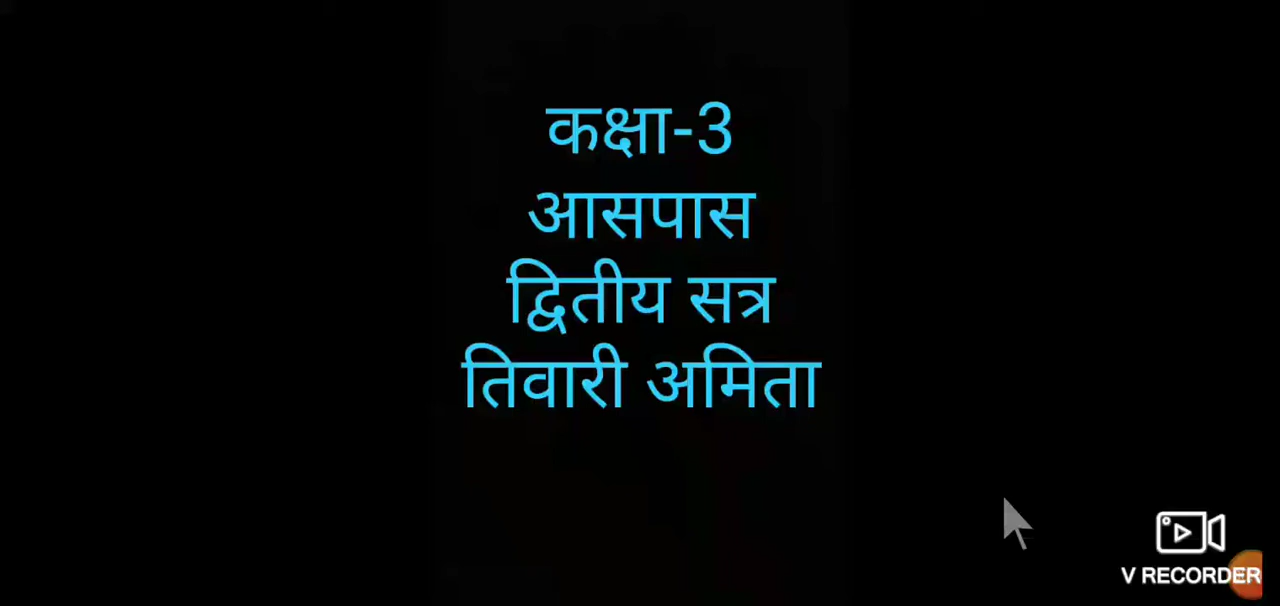 कक्षा-3
आसपास
द्वितीय सत्र
तिवारी अमिता
V RECORDER